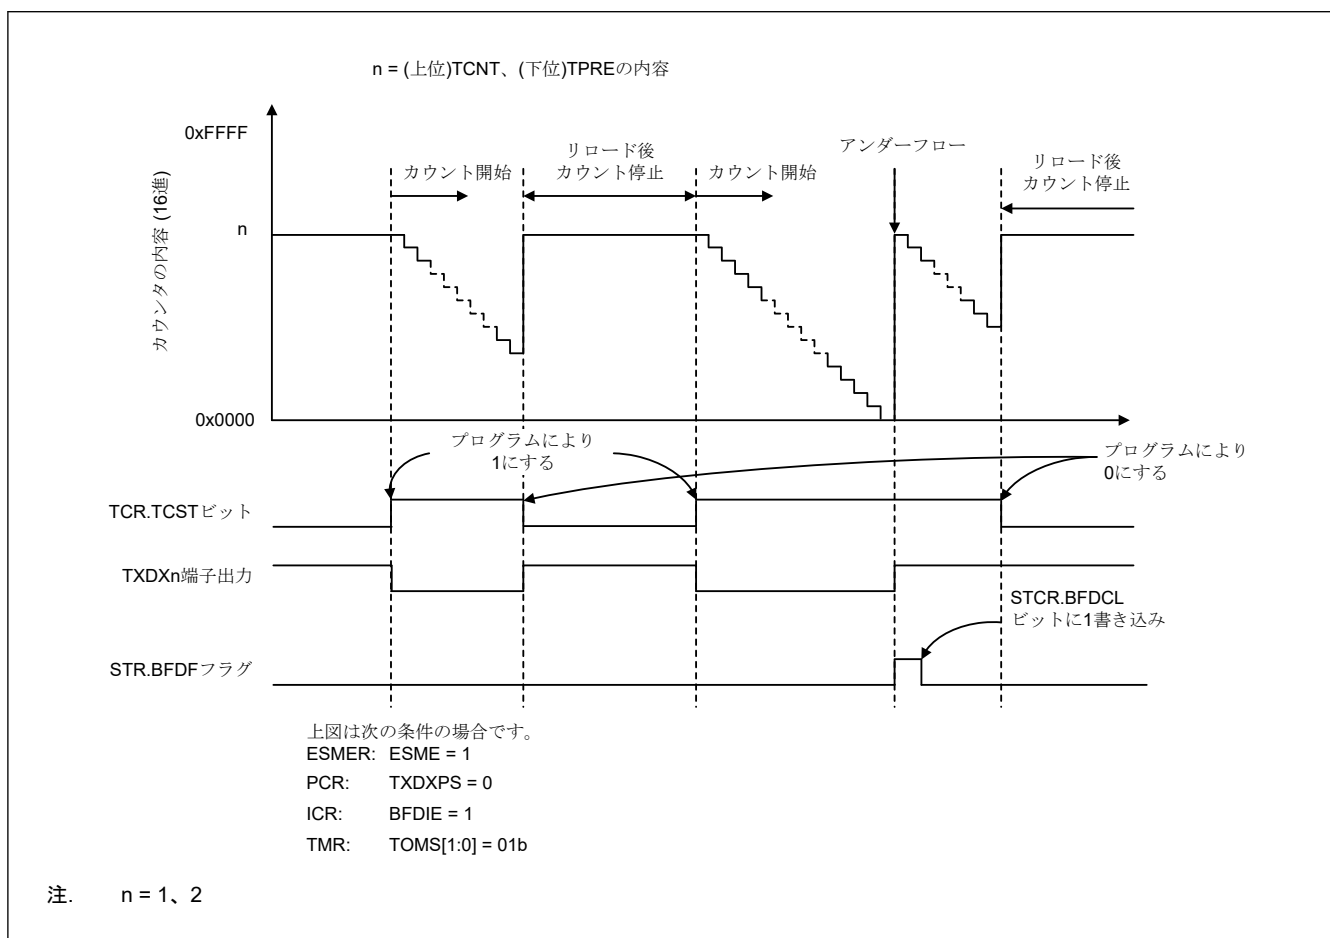 n = (上位)TCNT、(下位)TPREの内容
0xFFFF
カウンタの内容 (16進)
n
0x0000
カウント開始
リロード後
カウント停止
カウント開始
アンダーフロー
リロード後
カウント停止
プログラムにより
1にする
プログラムにより
0にする
TCR.TCSTビット
TXDXn端子出力
STCR.BFDCL
ビットに1書き込み
STR.BFDFフラグ
上図は次の条件の場合です。
ESMER: ESME = 1
PCR: TXDXPS = 0
ICR: BFDIE = 1
TMR: TOMS[1:0] = 01b
注. n = 1、2